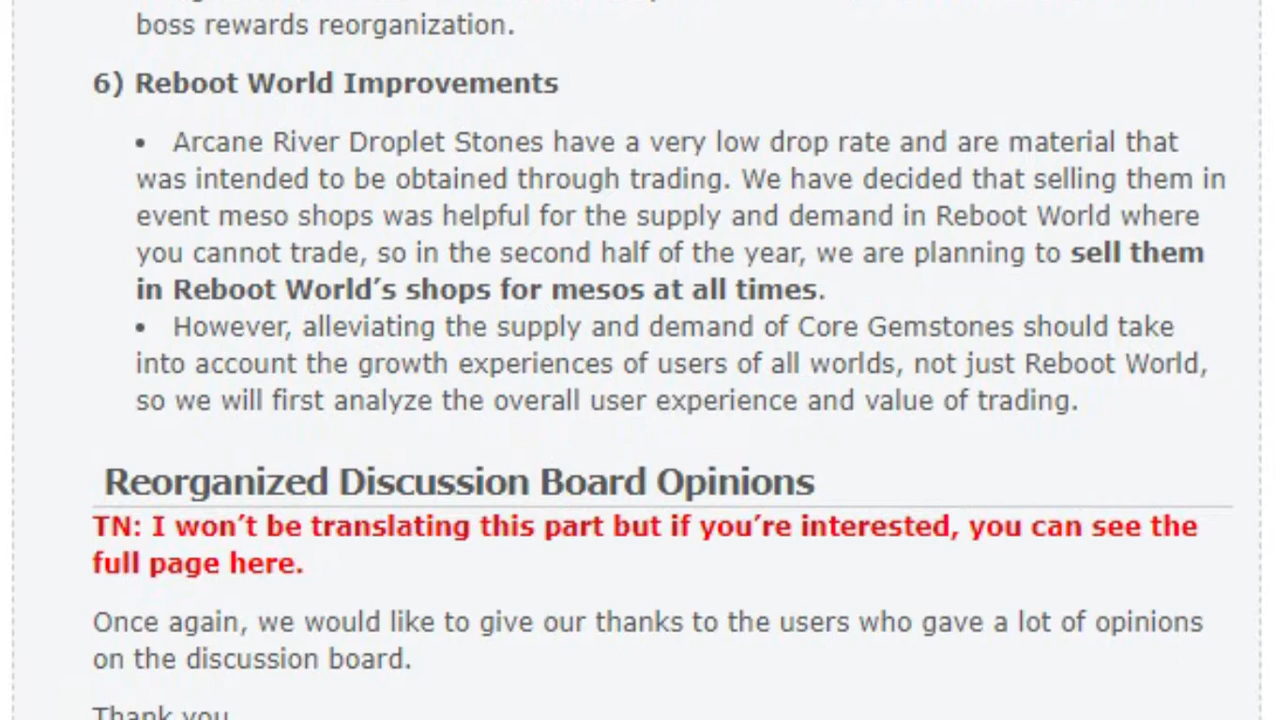 boss rewards reorganization.
6) Reboot World Improvements
• Arcane River Droplet Stones have a very low drop rate and are material that
was intended to be obtained through trading. We have decided that selling them in
event meso shops was helpful for the supply and demand in Reboot World where
you cannot trade, so in the second half of the year, we are planning to sell them
in Reboot World’s shops for mesos at all times.
• However, alleviating the supply and demand of Core Gemstones should take
into account the growth experiences of users of all worlds, not just Reboot World,
so we will first analyze the overall user experience and value of trading.
Reorganized Discussion Board Opinions
TN: I won’t be translating this part but if you’re interested, you can see the
full page here.
Once again, we would like to give our thanks to the users who gave a lot of opinions
on the discussion board.
Thank you